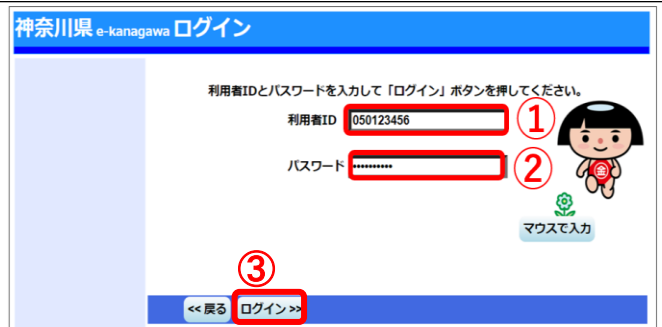 神奈川県 e-kanagawa ログイン
利用者IDとパスワードを入力して「ログイン」ボタンを押してください。
利用者ID 050123456 ①
パスワード •••••••••• ②
金
マウスで入力
③
<< 戻る ログイン >>